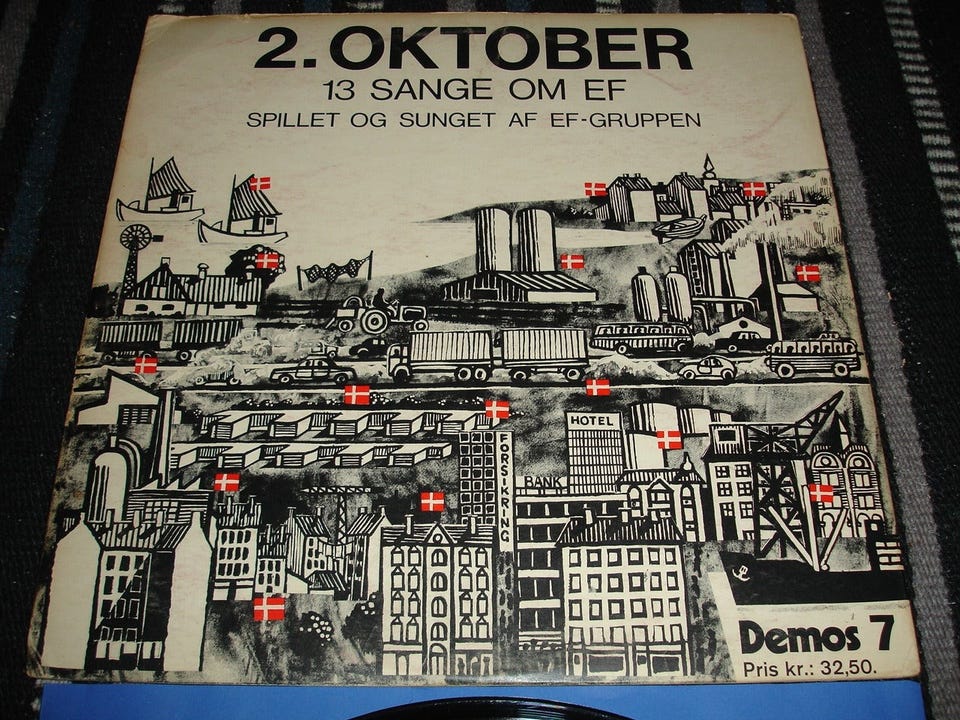 2. OKTOBER
13 SANGE OM EF
SPILLET OG SUNGET AF EF-GRUPPEN
HOTEL
FORSIKRING
BANK
Demos 7
Pris kr.: 32,50.